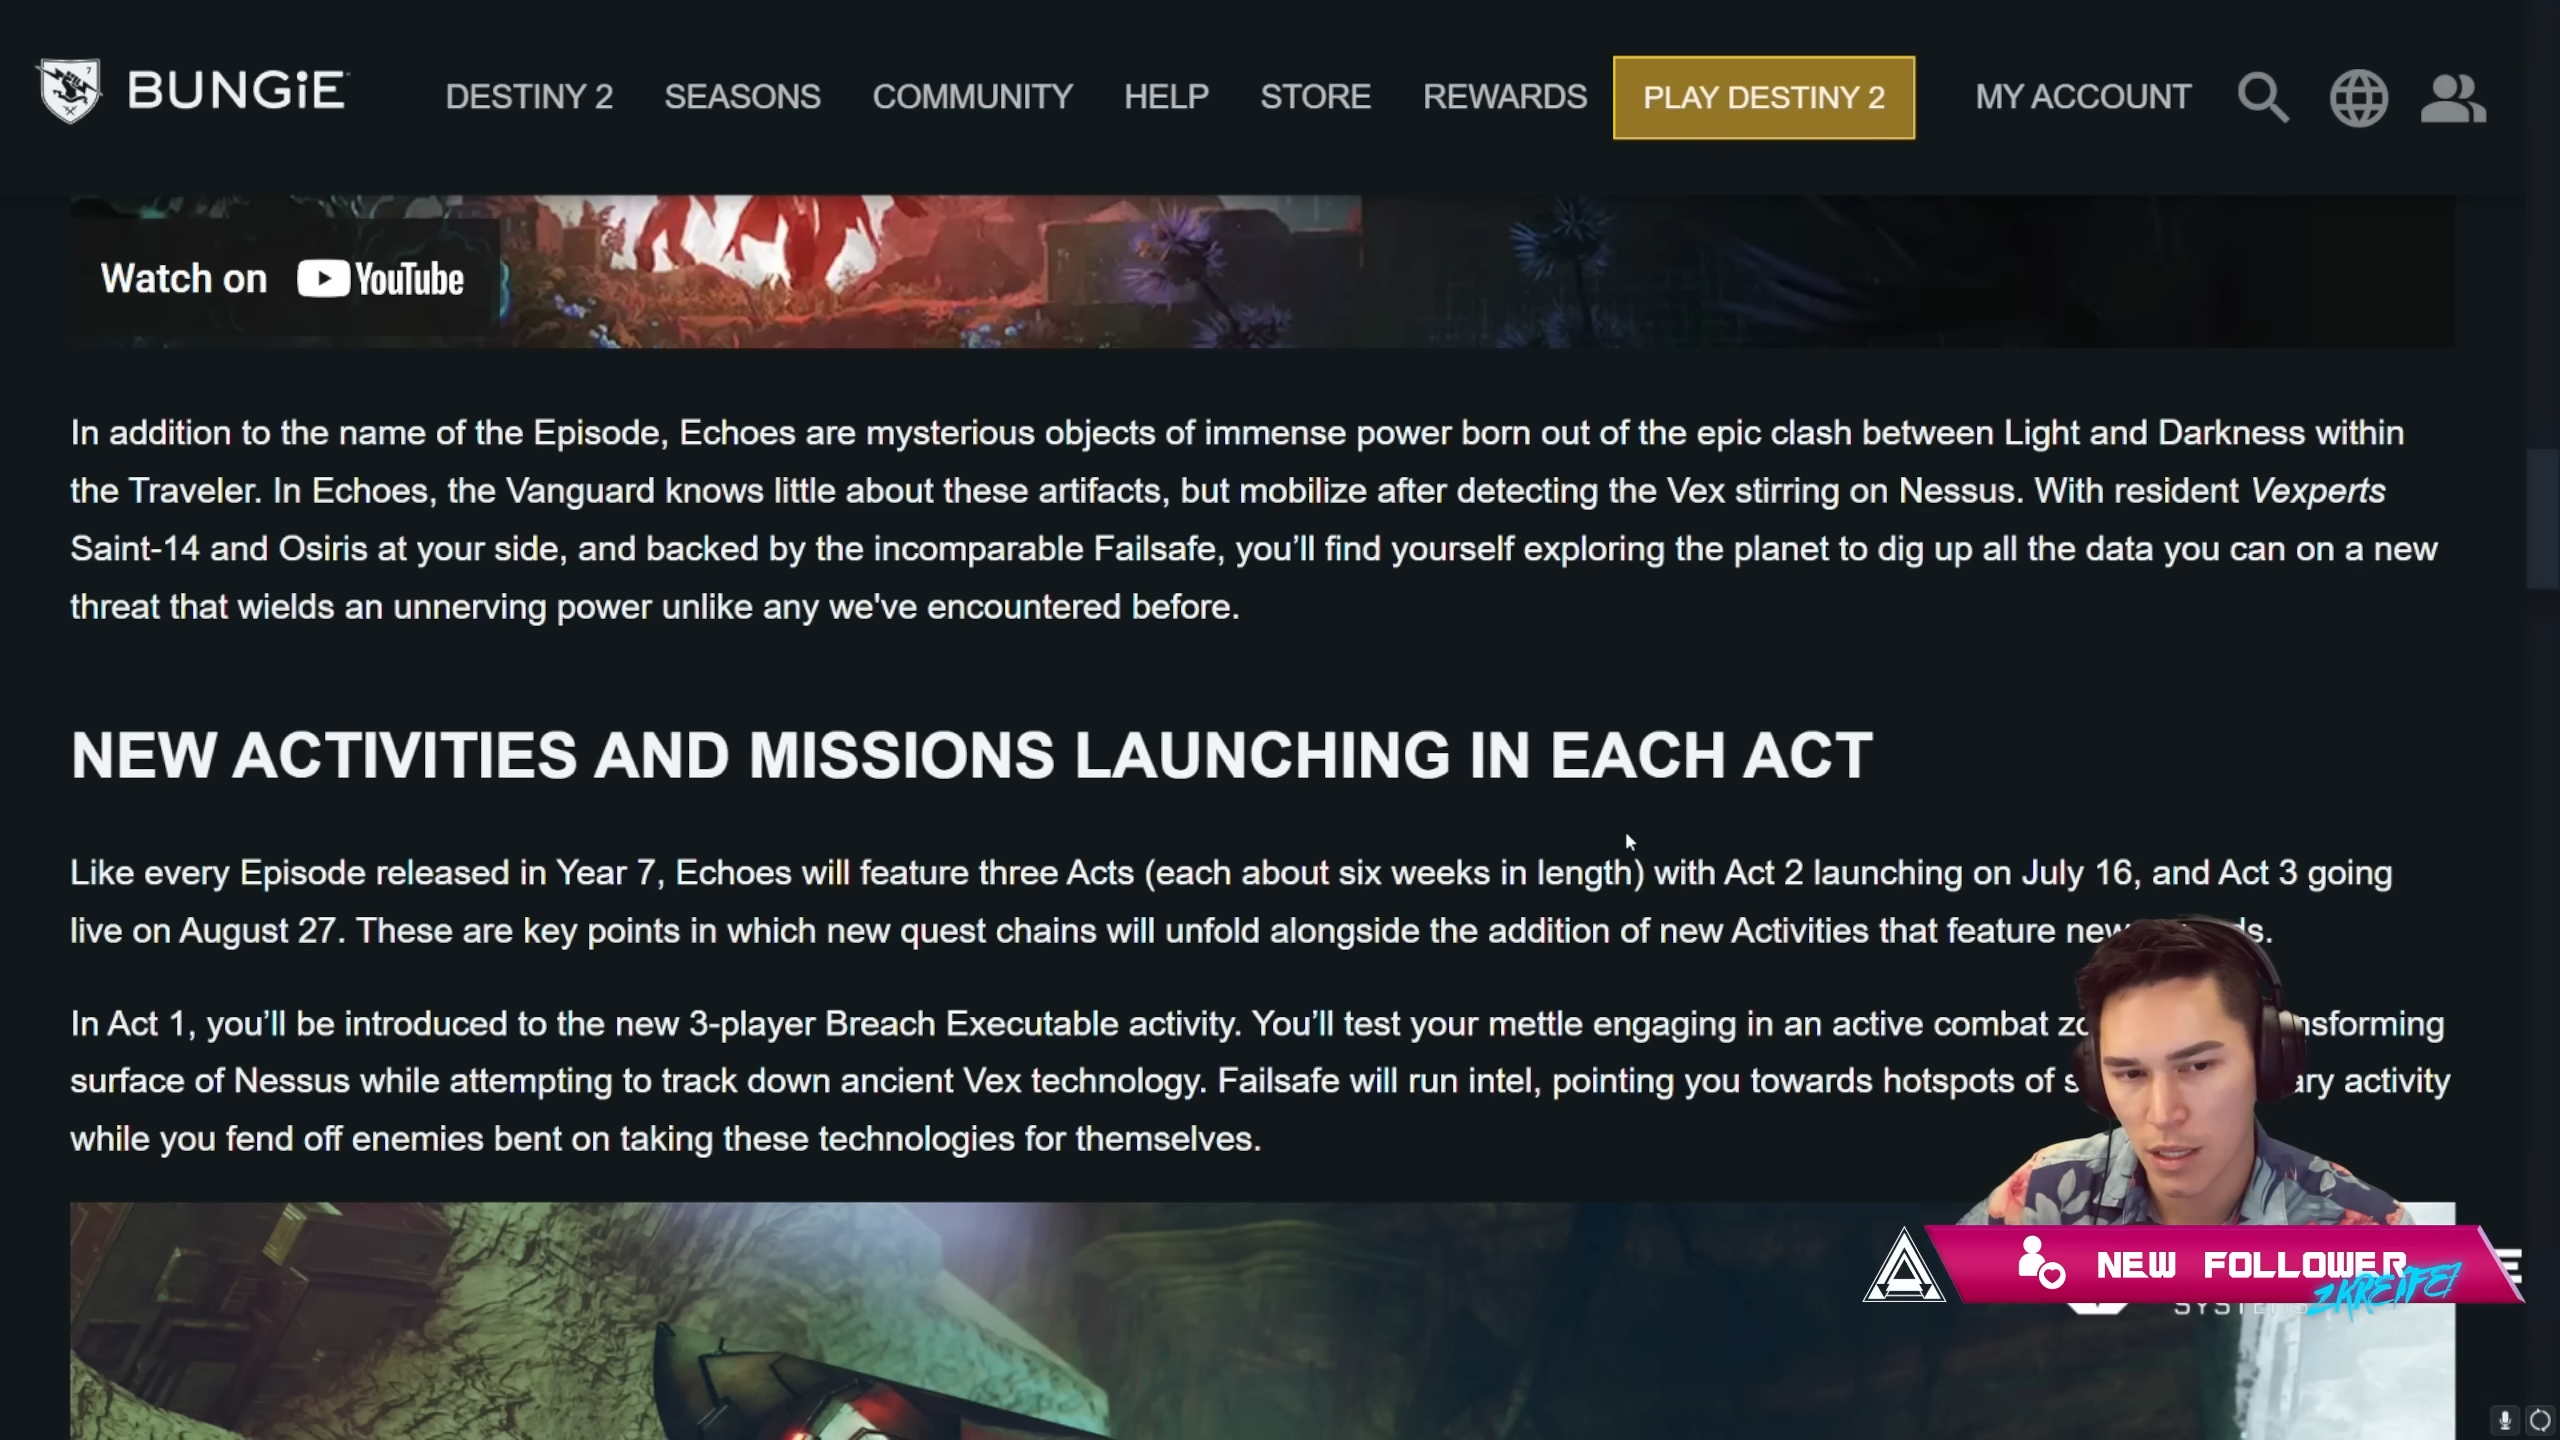 BUNGiE
DESTINY 2 SEASONS COMMUNITY HELP STORE REWARDS PLAY DESTINY 2 MY ACCOUNT
Watch on YouTube
In addition to the name of the Episode, Echoes are mysterious objects of immense power born out of the epic clash between Light and Darkness within
the Traveler. In Echoes, the Vanguard knows little about these artifacts, but mobilize after detecting the Vex stirring on Nessus. With resident Vexperts
Saint-14 and Osiris at your side, and backed by the incomparable Failsafe, you’ll find yourself exploring the planet to dig up all the data you can on a new
threat that wields an unnerving power unlike any we've encountered before.
NEW ACTIVITIES AND MISSIONS LAUNCHING IN EACH ACT
Like every Episode released in Year 7, Echoes will feature three Acts (each about six weeks in length) with Act 2 launching on July 16, and Act 3 going
live on August 27. These are key points in which new quest chains will unfold alongside the addition of new Activities that feature new
In Act 1, you’ll be introduced to the new 3-player Breach Executable activity. You’ll test your mettle engaging in an active combat
surface of Nessus while attempting to track down ancient Vex technology. Failsafe will run intel, pointing you towards hotspots of activity
while you fend off enemies bent on taking these technologies for themselves.
NEW FOLLOWER